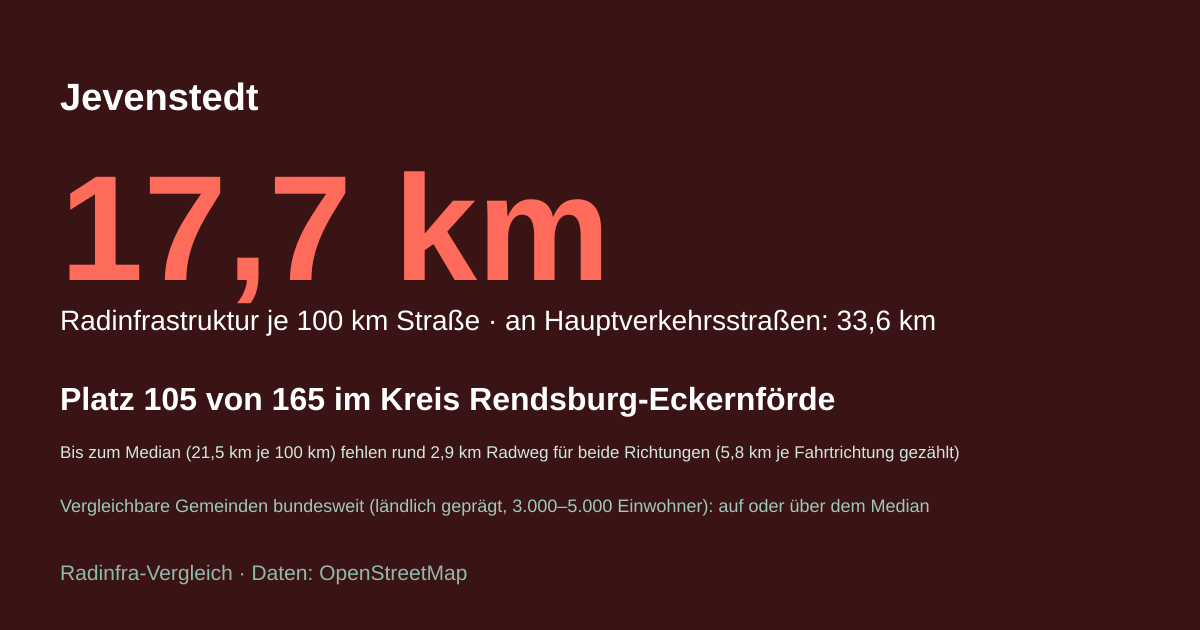 Jevenstedt
17,7 km
Radinfrastruktur je 100 km Straße · an Hauptverkehrsstraßen: 33,6 km
Platz 105 von 165 im Kreis Rendsburg-Eckernförde
Bis zum Median (21,5 km je 100 km) fehlen rund 2,9 km Radweg für beide Richtungen (5,8 km je Fahrtrichtung gezählt)
Vergleichbare Gemeinden bundesweit (ländlich geprägt, 3.000–5.000 Einwohner): auf oder über dem Median
Radinfra-Vergleich · Daten: OpenStreetMap